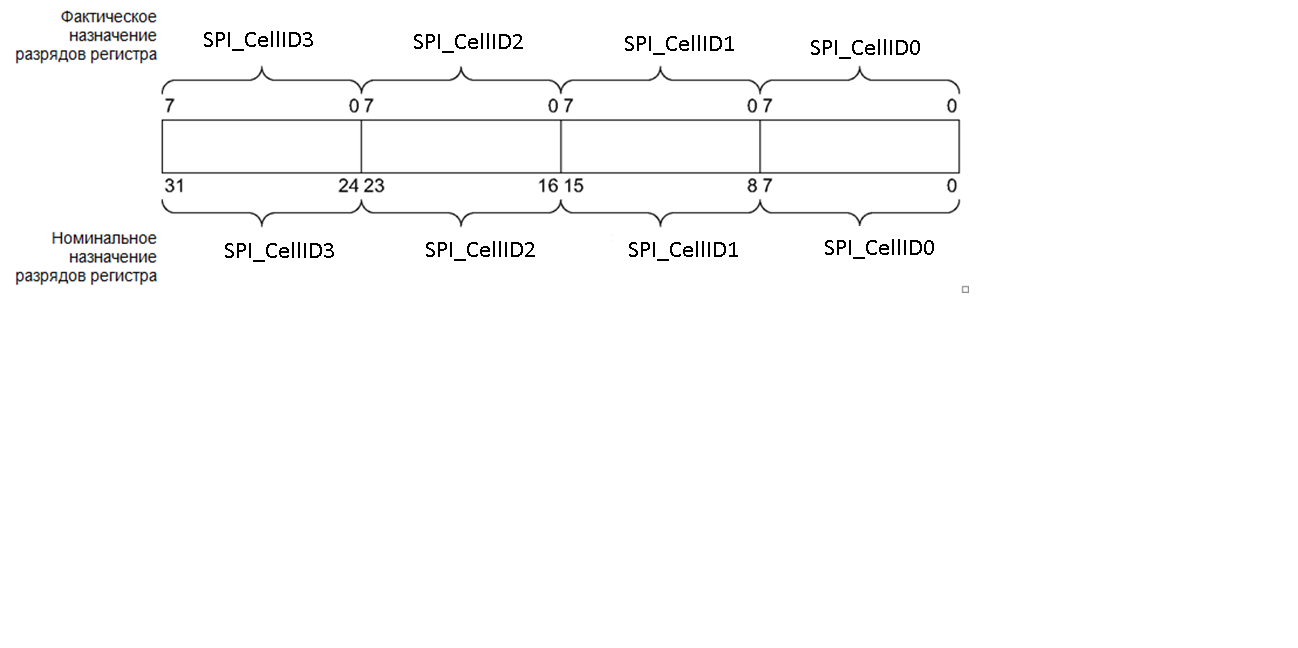 Фактическое
назначение
разрядов регистра
SPI_CellID3 SPI_CellID2 SPI_CellID1 SPI_CellID0
7 0 7 0 7 0 7 0
31 24 23 16 15 8 7 0
Номинальное
назначение
разрядов регистра
SPI_CellID3 SPI_CellID2 SPI_CellID1 SPI_CellID0